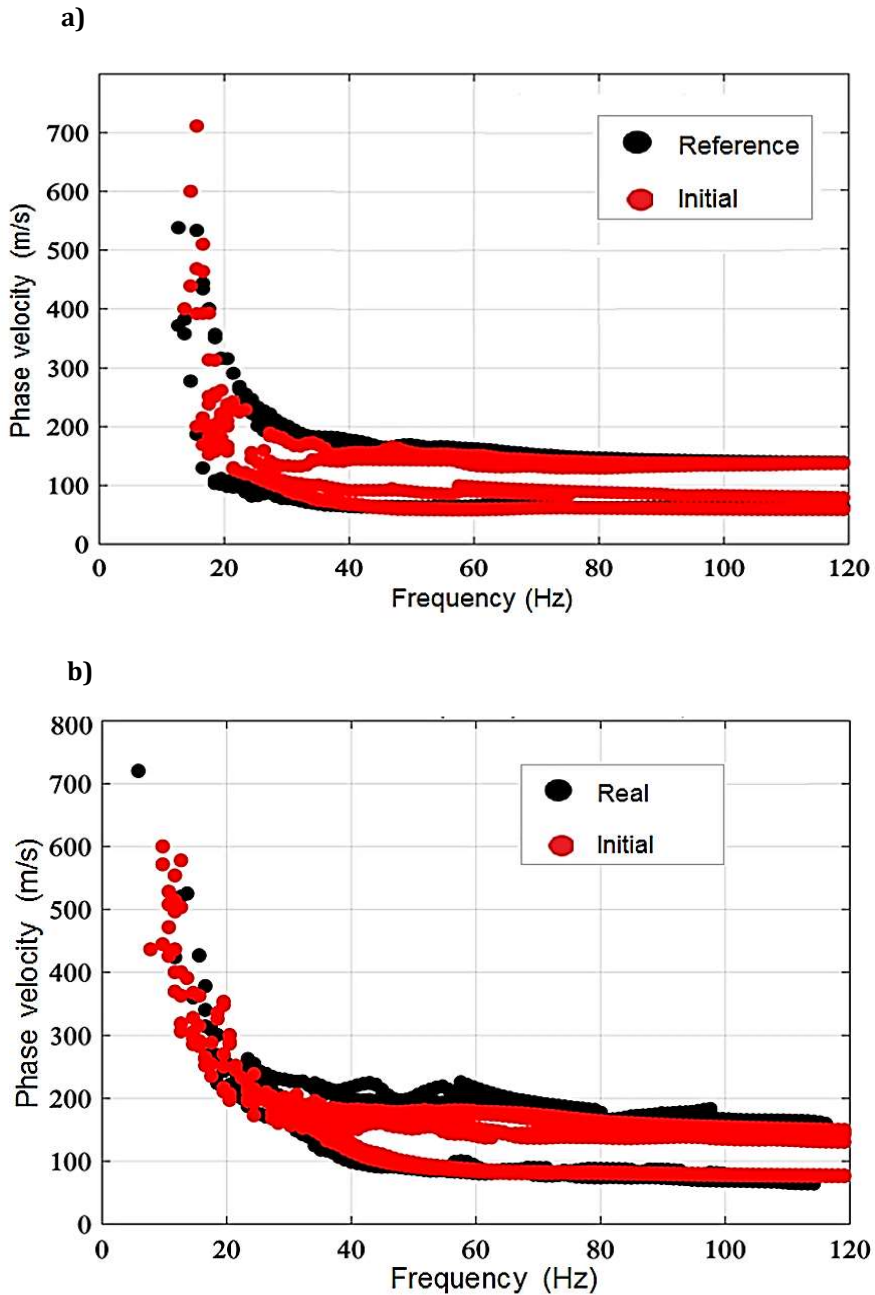 a)
700
600
500
400
300
200
100
0
Phase velocity (m/s)
Reference
Initial
0 20 40 60 80 100 120
Frequency (Hz)
b)
800
700
600
500
400
300
200
100
0
Phase velocity (m/s)
Real
Initial
0 20 40 60 80 100 120
Frequency (Hz)